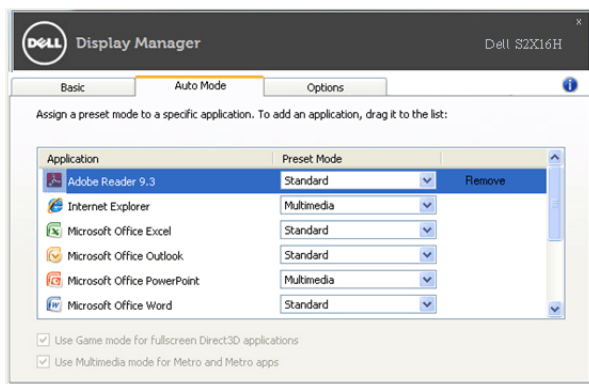 x
DELL Display Manager Dell S2X16H
Basic Auto Mode Options i
Assign a preset mode to a specific application. To add an application, drag it to the list:
Application Preset Mode
Adobe Reader 9.3 Standard Remove
Internet Explorer Multimedia
Microsoft Office Excel Standard
Microsoft Office Outlook Standard
Microsoft Office PowerPoint Multimedia
Microsoft Office Word Standard
Use Game mode for fullscreen Direct3D applications
Use Multimedia mode for Metro and Metro apps